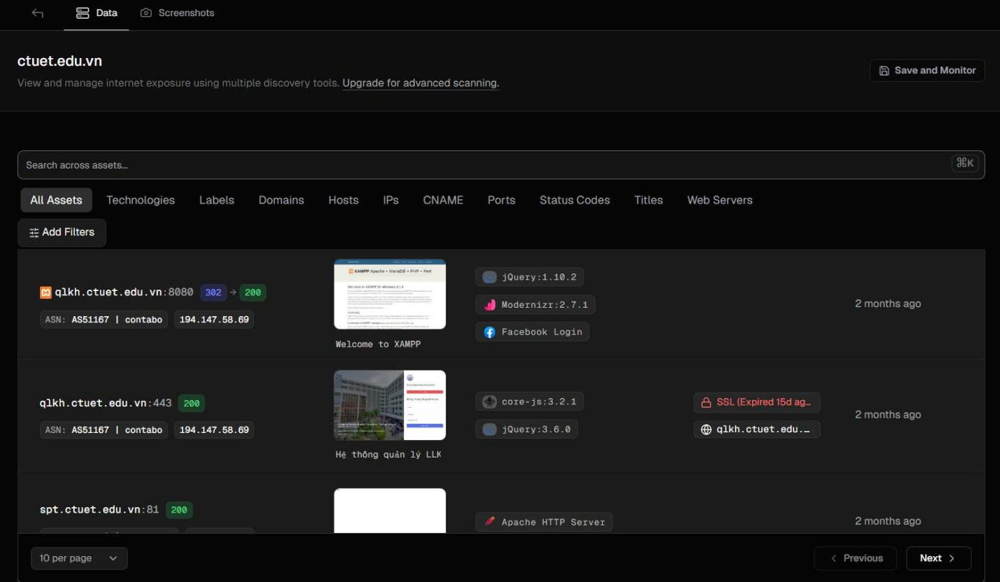 Data
Screenshots
ctuet.edu.vn
View and manage internet exposure using multiple discovery tools. Upgrade for advanced scanning.
Save and Monitor
Search across assets...
⌘K
All Assets Technologies Labels Domains Hosts IPs CNAME Ports Status Codes Titles Web Servers
Add Filters
qlkh.ctuet.edu.vn:8080 302 → 200
ASN: AS51167 | contabo 194.147.58.69
XAMPP Apache + MariaDB + PHP + Perl
Welcome to XAMPP
jQuery:1.10.2
Modernizr:2.7.1
Facebook Login
2 months ago
qlkh.ctuet.edu.vn:443 200
ASN: AS51167 | contabo 194.147.58.69
Hệ thống quản lý LLK
core-js:3.2.1
jQuery:3.6.0
SSL (Expired 15d ag...
qlkh.ctuet.edu....
2 months ago
spt.ctuet.edu.vn:81 200
Apache HTTP Server
2 months ago
10 per page
Previous
Next